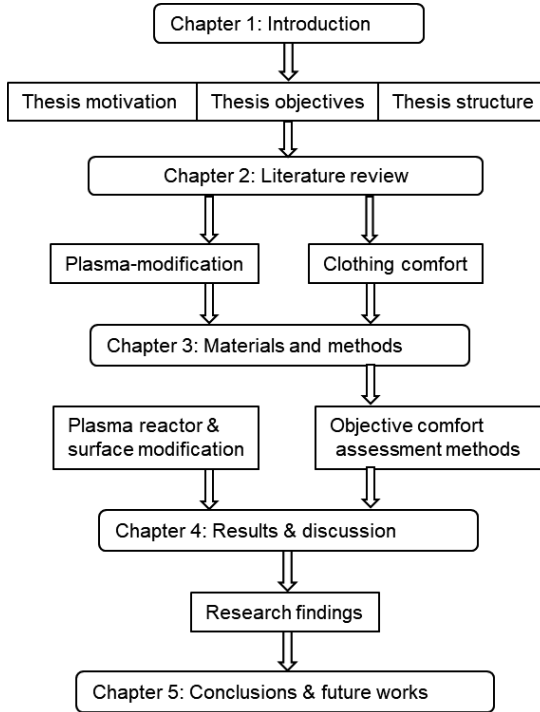 Chapter 1: Introduction
Thesis motivation
Thesis objectives
Thesis structure
Chapter 2: Literature review
Plasma-modification
Clothing comfort
Chapter 3: Materials and methods
Plasma reactor &
surface modification
Objective comfort
assessment methods
Chapter 4: Results & discussion
Research findings
Chapter 5: Conclusions & future works